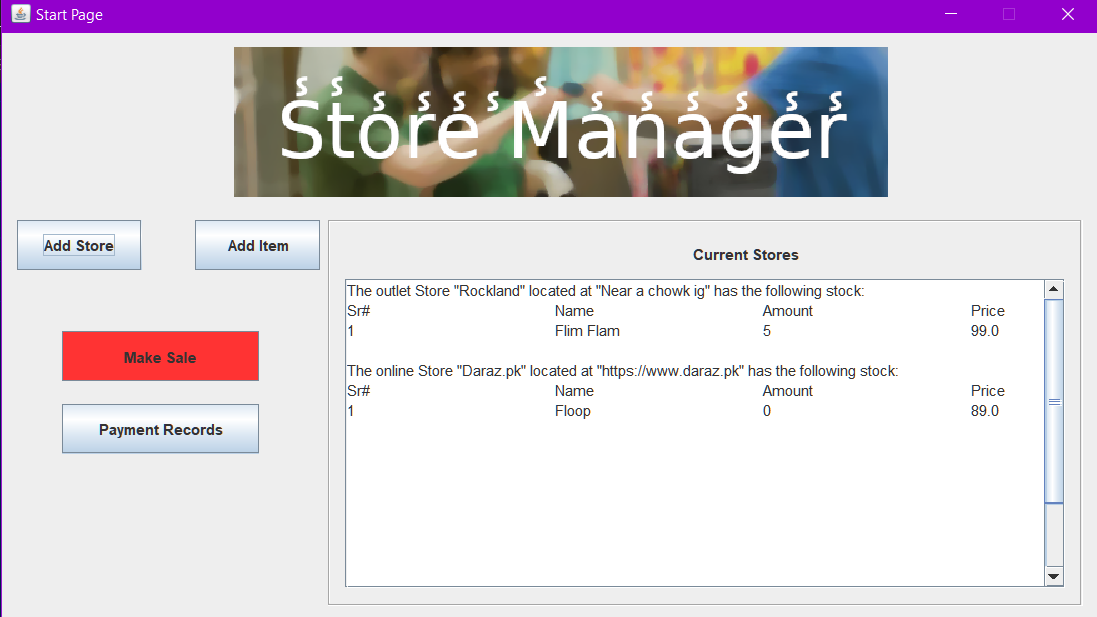 Start Page
Store Manager
Add Store
Add Item
Make Sale
Payment Records
Current Stores
The outlet Store "Rockland" located at "Near a chowk ig" has the following stock:
Sr# Name Amount Price
1 Flim Flam 5 99.0
The online Store "Daraz.pk" located at "https://www.daraz.pk" has the following stock:
Sr# Name Amount Price
1 Floop 0 89.0